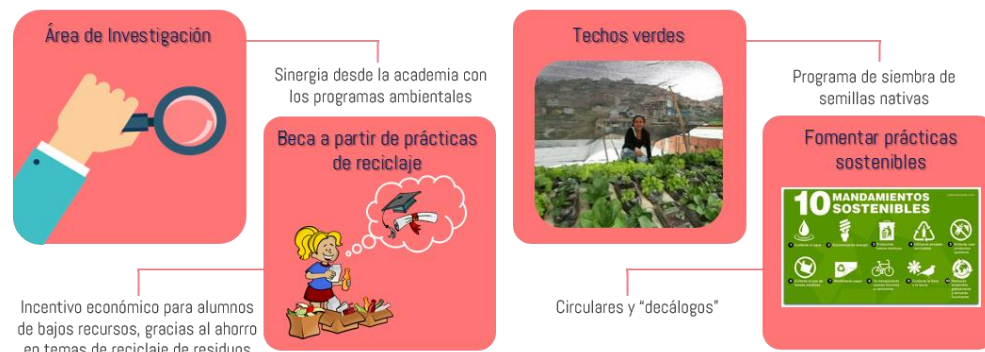 Área de Investigación
Sinergia desde la academia con
los programas ambientales
Beca a partir de prácticas
de reciclaje
Incentivo económico para alumnos
de bajos recursos, gracias al ahorro
en temas de reciclaje de residuos
Techos verdes
Programa de siembra de
semillas nativas
Fomentar prácticas
sostenibles
10 MANDAMIENTOS
SOSTENIBLES
Circulares y “decálogos”